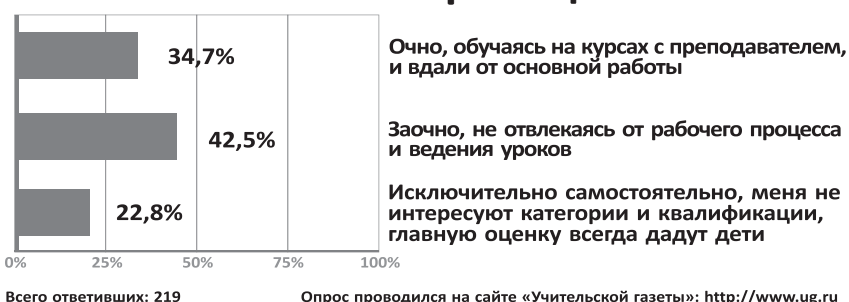 34,7%
Очно, обучаясь на курсах с преподавателем,
и вдали от основной работы
42,5%
Заочно, не отвлекаясь от рабочего процесса
и ведения уроков
22,8%
Исключительно самостоятельно, меня не
интересуют категории и квалификации,
главную оценку всегда дадут дети
0% 25% 50% 75% 100%
Всего ответивших: 219 Опрос проводился на сайте «Учительской газеты»: http://www.ug.ru